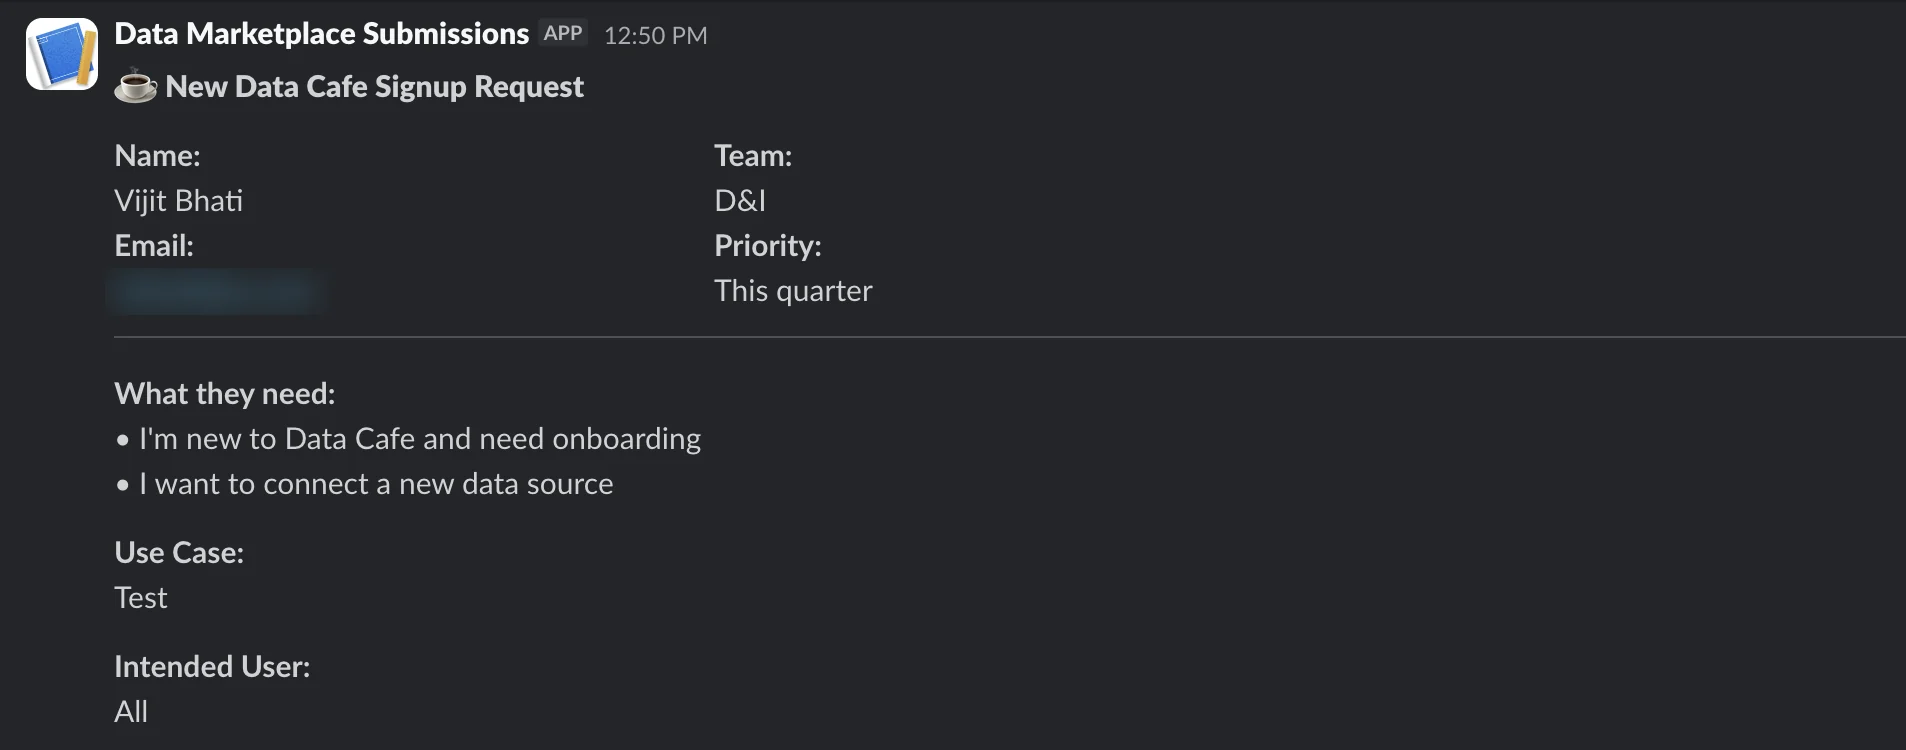 Data Marketplace Submissions APP 12:50 PM
New Data Cafe Signup Request
Name:
Vijit Bhati
Team:
D&I
Email:
Priority:
This quarter
What they need:
• I'm new to Data Cafe and need onboarding
• I want to connect a new data source
Use Case:
Test
Intended User:
All